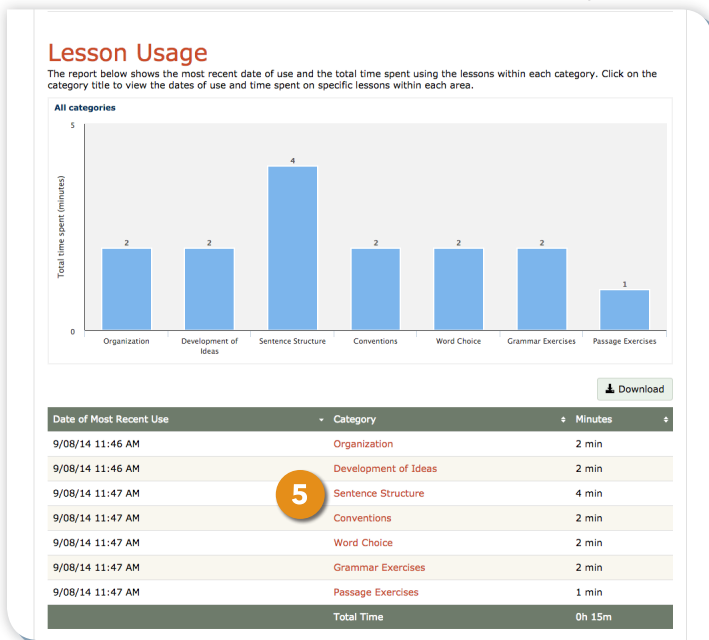 Lesson Usage
The report below shows the most recent date of use and the total time spent using the lessons within each category. Click on the
category title to view the dates of use and time spent on specific lessons within each area.
All categories
5
4
2 2 2 2 2
1
0
Total time spent (minutes)
Organization Development of Ideas Sentence Structure Conventions Word Choice Grammar Exercises Passage Exercises
Download
Date of Most Recent Use Category Minutes
9/08/14 11:46 AM Organization 2 min
9/08/14 11:46 AM Development of Ideas 2 min
9/08/14 11:47 AM 5 Sentence Structure 4 min
9/08/14 11:47 AM Conventions 2 min
9/08/14 11:47 AM Word Choice 2 min
9/08/14 11:47 AM Grammar Exercises 2 min
9/08/14 11:47 AM Passage Exercises 1 min
Total Time 0h 15m